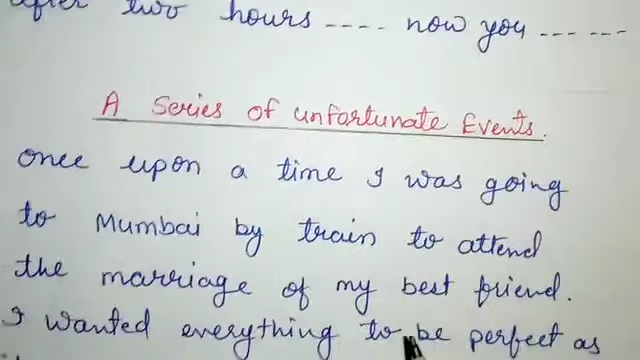 after two hours .... now you ... ...
A Series of unfortunate Events.
once upon a time I was going
to Mumbai by train to attend
the marriage of my best friend.
I wanted everything to be perfect as